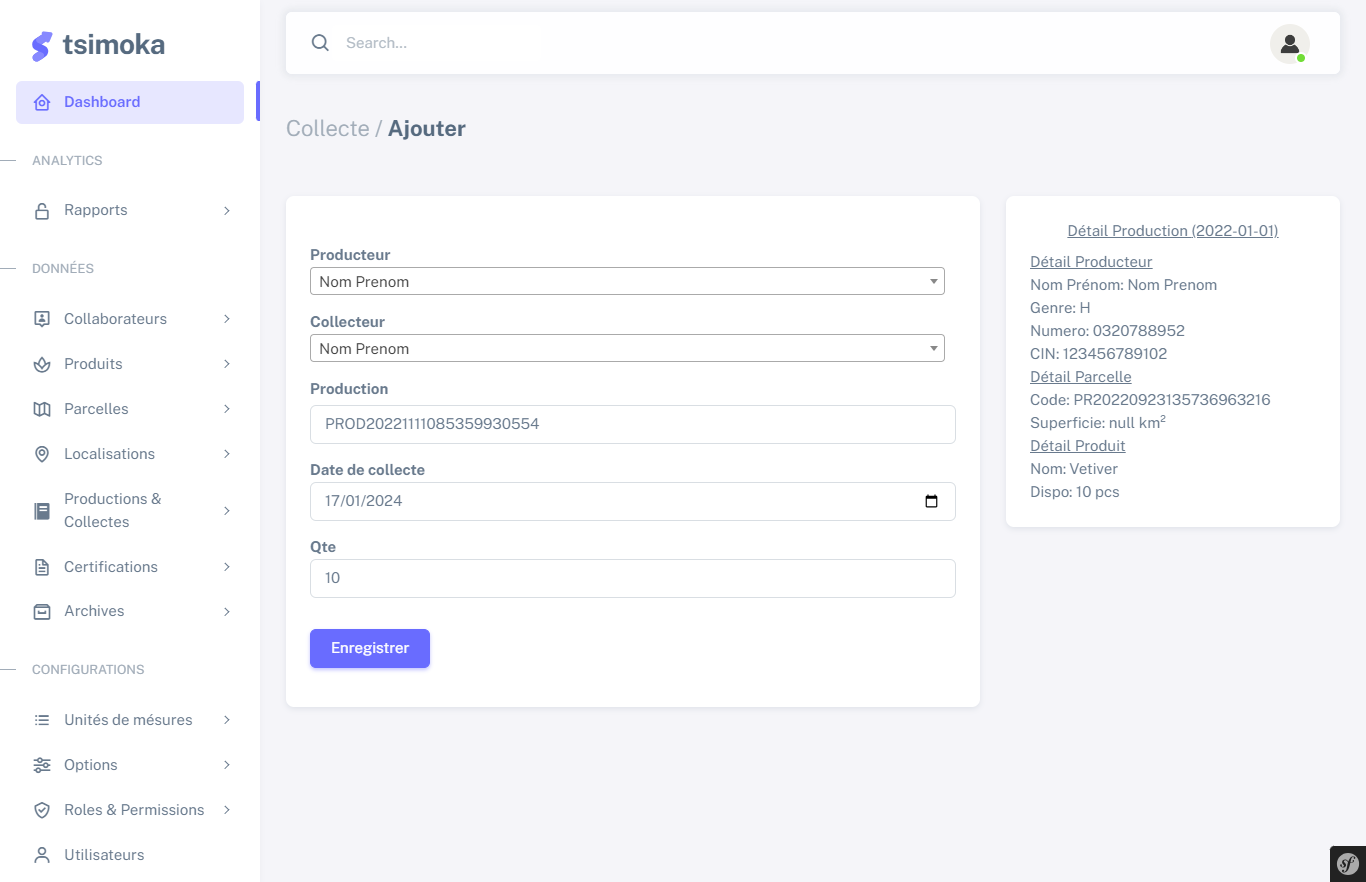 tsimoka
Dashboard
ANALYTICS
Rapports
DONNÉES
Collaborateurs
Produits
Parcelles
Localisations
Productions &
Collectes
Certifications
Archives
CONFIGURATIONS
Unités de mésures
Options
Roles & Permissions
Utilisateurs
Search...
Collecte / Ajouter
Producteur
Nom Prenom
Collecteur
Nom Prenom
Production
PROD20221111085359930554
Date de collecte
17/01/2024
Qte
10
Enregistrer
Détail Production (2022-01-01)
Détail Producteur
Nom Prénom: Nom Prenom
Genre: H
Numero: 0320788952
CIN: 123456789102
Détail Parcelle
Code: PR20220923135736963216
Superficie: null km²
Détail Produit
Nom: Vetiver
Dispo: 10 pcs
sf